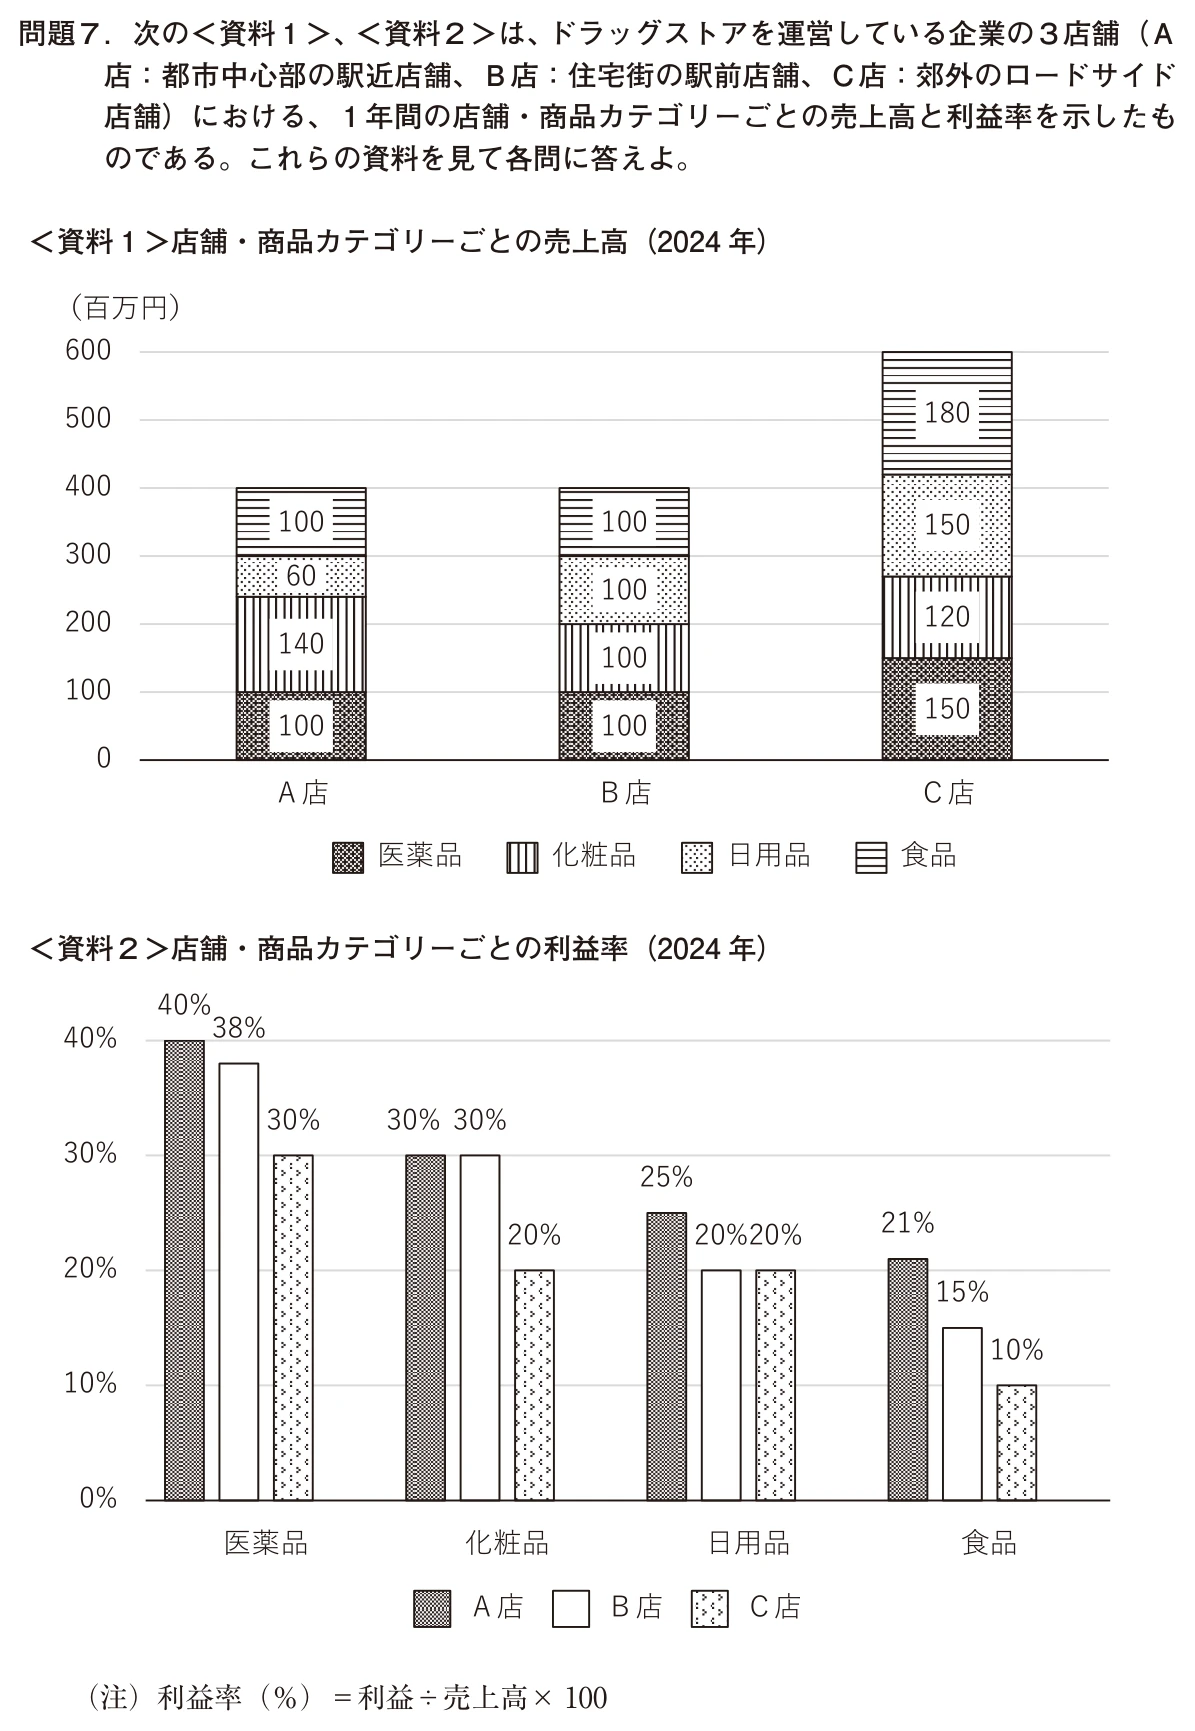 問題７．次の＜資料１＞、＜資料２＞は、ドラッグストアを運営している企業の３店舗（Ａ
店：都市中心部の駅近店舗、Ｂ店：住宅街の駅前店舗、Ｃ店：郊外のロードサイド
店舗）における、１年間の店舗・商品カテゴリーごとの売上高と利益率を示したも
のである。これらの資料を見て各問に答えよ。
＜資料１＞店舗・商品カテゴリーごとの売上高（2024 年）
（百万円）
600
500
400
300
200
100
0
100
60
140
100
100
100
100
100
180
150
120
150
Ａ店
Ｂ店
Ｃ店
医薬品 化粧品 日用品 食品
＜資料２＞店舗・商品カテゴリーごとの利益率（2024 年）
40%
30%
20%
10%
0%
40%
38%
30%
30%
30%
20%
25%
20%
20%
21%
15%
10%
医薬品
化粧品
日用品
食品
Ａ店 Ｂ店 Ｃ店
（注）利益率（％）＝利益÷売上高× 100